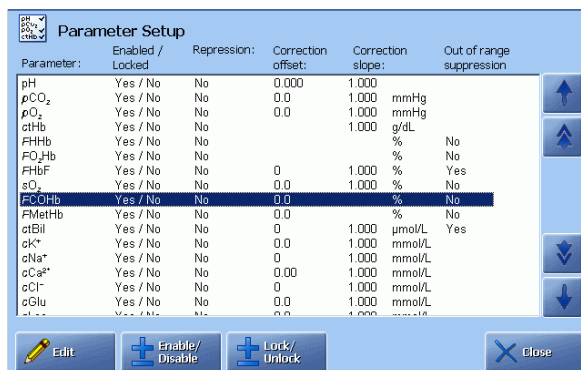 pH
pCO₂
pO₂
ctHb
Parameter Setup
Parameter: Enabled / Locked Repression: Correction offset: Correction slope: Out of range suppression
pH Yes / No No 0.000 1.000
pCO₂ Yes / No No 0.0 1.000 mmHg
pO₂ Yes / No No 0.0 1.000 mmHg
ctHb Yes / No No 1.000 g/dL
FHHb Yes / No No % No
FO₂Hb Yes / No No % No
FHbF Yes / No No 0 1.000 % Yes
sO₂ Yes / No No 0.0 1.000 % No
FCOHb Yes / No No 0.0 % No
FMetHb Yes / No No 0.0 % No
ctBil Yes / No No 0 1.000 µmol/L Yes
cK⁺ Yes / No No 0.0 1.000 mmol/L
cNa⁺ Yes / No No 0 1.000 mmol/L
cCa²⁺ Yes / No No 0.00 1.000 mmol/L
cCl⁻ Yes / No No 0 1.000 mmol/L
cGlu Yes / No No 0.0 1.000 mmol/L
Edit Enable/ Disable Lock/ Unlock Close